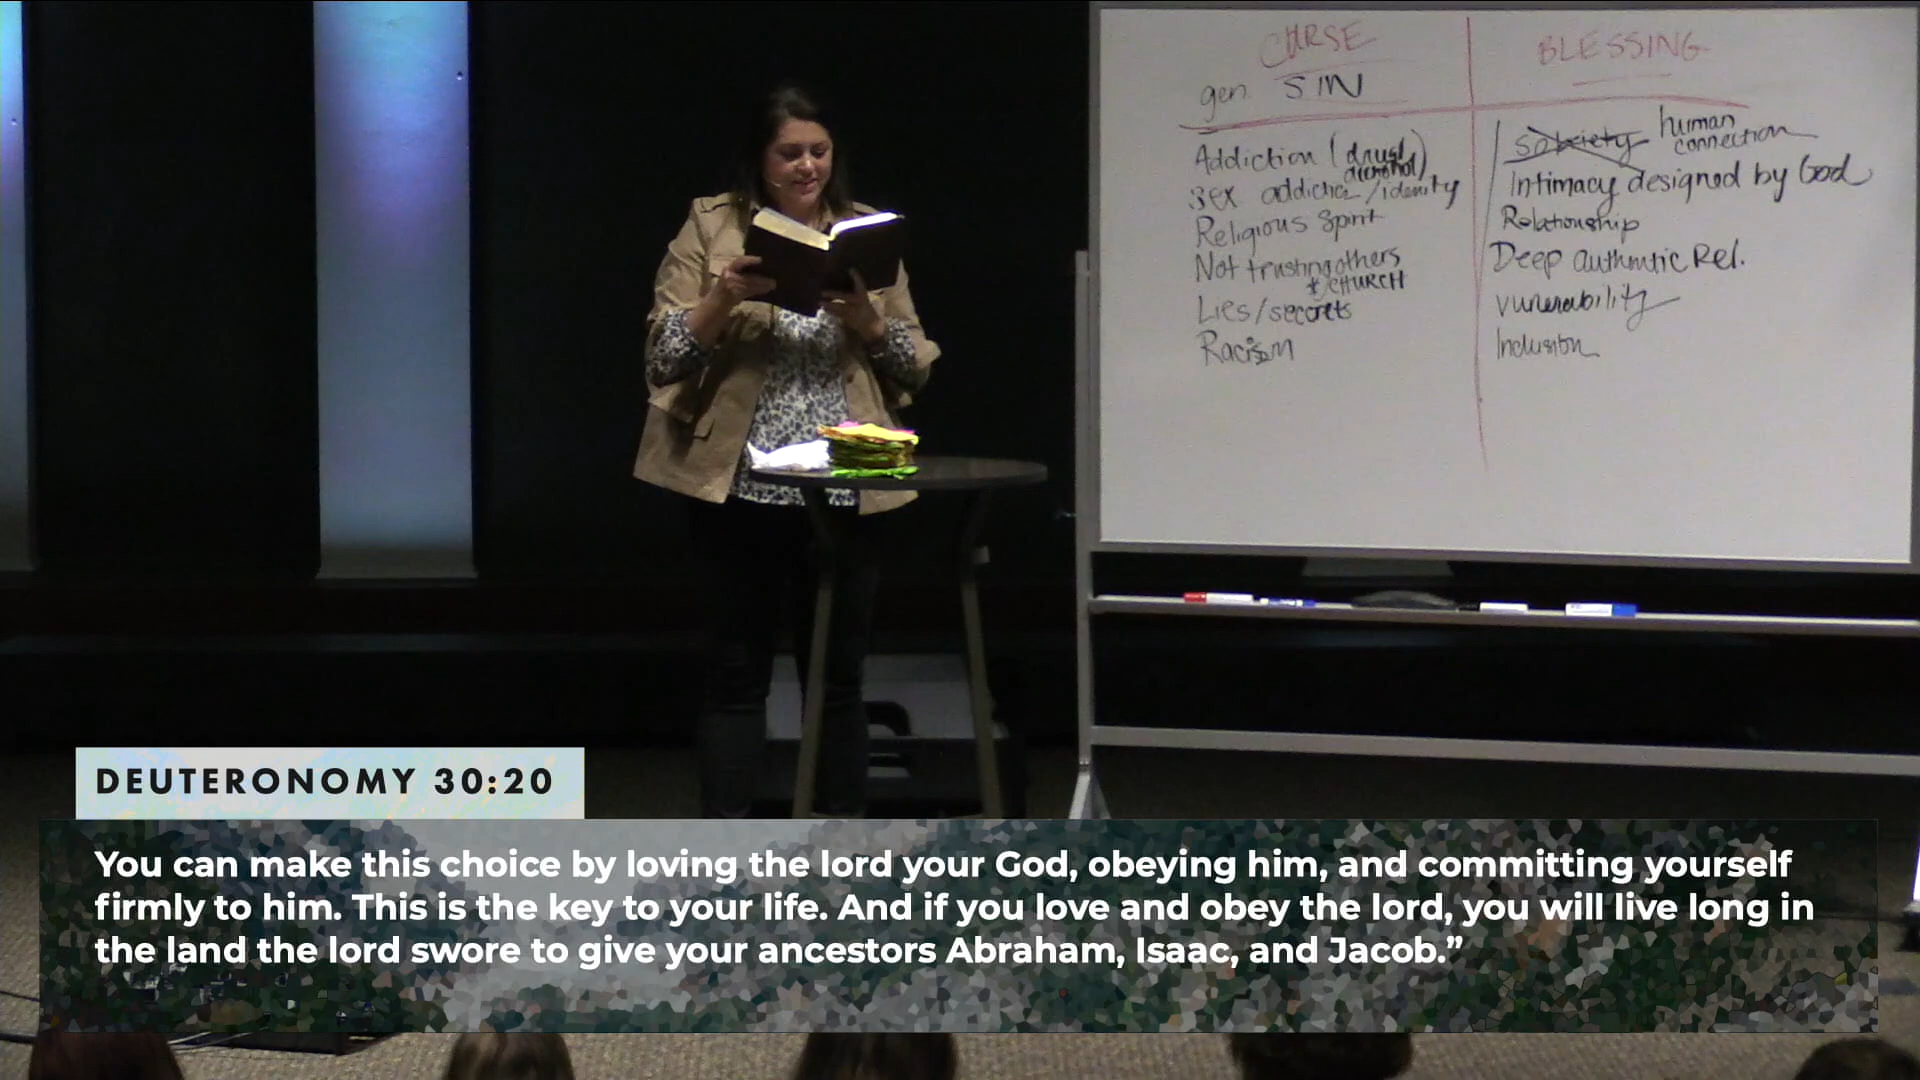 CURSE
gen. SIN
Addiction (drugs/alcohol)
sex addiction/idenity
Religious Spirit
Not trusting others
+ CHURCH
Lies/secrets
Racism
BLESSING
sobriety human connection
Intimacy designed by God
Relationship
Deep authentic Rel.
vunerability
Inclusion
DEUTERONOMY 30:20
You can make this choice by loving the lord your God, obeying him, and committing yourself
firmly to him. This is the key to your life. And if you love and obey the lord, you will live long in
the land the lord swore to give your ancestors Abraham, Isaac, and Jacob.”